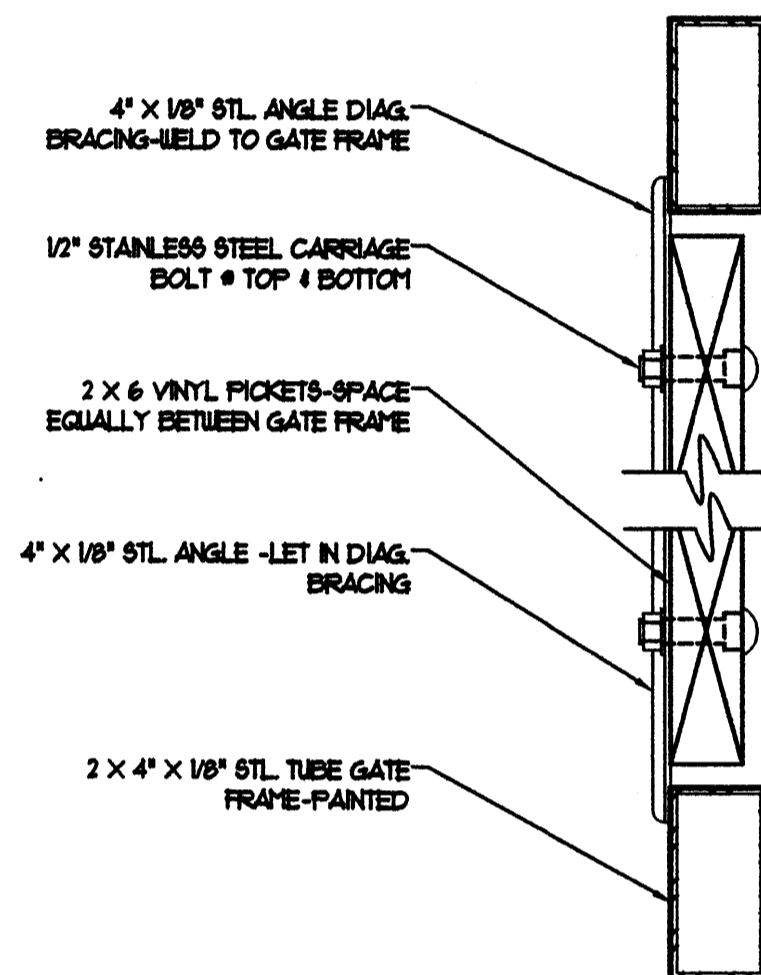 4" X 1/8" STL. ANGLE DIAG.
BRACING-WELD TO GATE FRAME
1/2" STAINLESS STEEL CARRIAGE
BOLT @ TOP & BOTTOM
2 X 6 VINYL PICKETS-SPACE
EQUALLY BETWEEN GATE FRAME
4" X 1/8" STL. ANGLE -LET IN DIAG.
BRACING
2 X 4" X 1/8" STL. TUBE GATE
FRAME-PAINTED